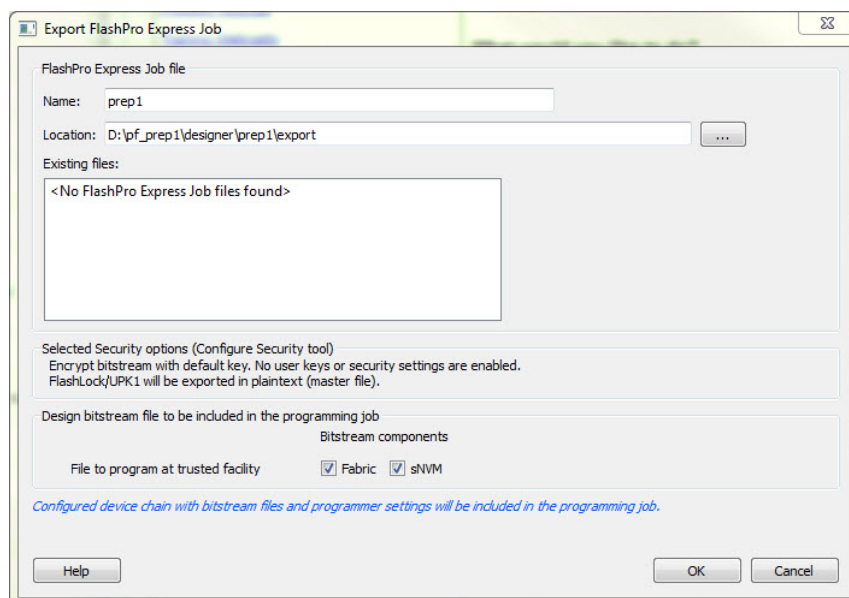 Export FlashPro Express Job
FlashPro Express Job file
Name: prep1
Location: D:\pf_prep1\designer\prep1\export ...
Existing files:
<No FlashPro Express Job files found>
Selected Security options (Configure Security tool)
Encrypt bitstream with default key. No user keys or security settings are enabled.
FlashLock/UPK1 will be exported in plaintext (master file).
Design bitstream file to be included in the programming job
Bitstream components
File to program at trusted facility Fabric sNVM
Configured device chain with bitstream files and programmer settings will be included in the programming job.
Help OK Cancel